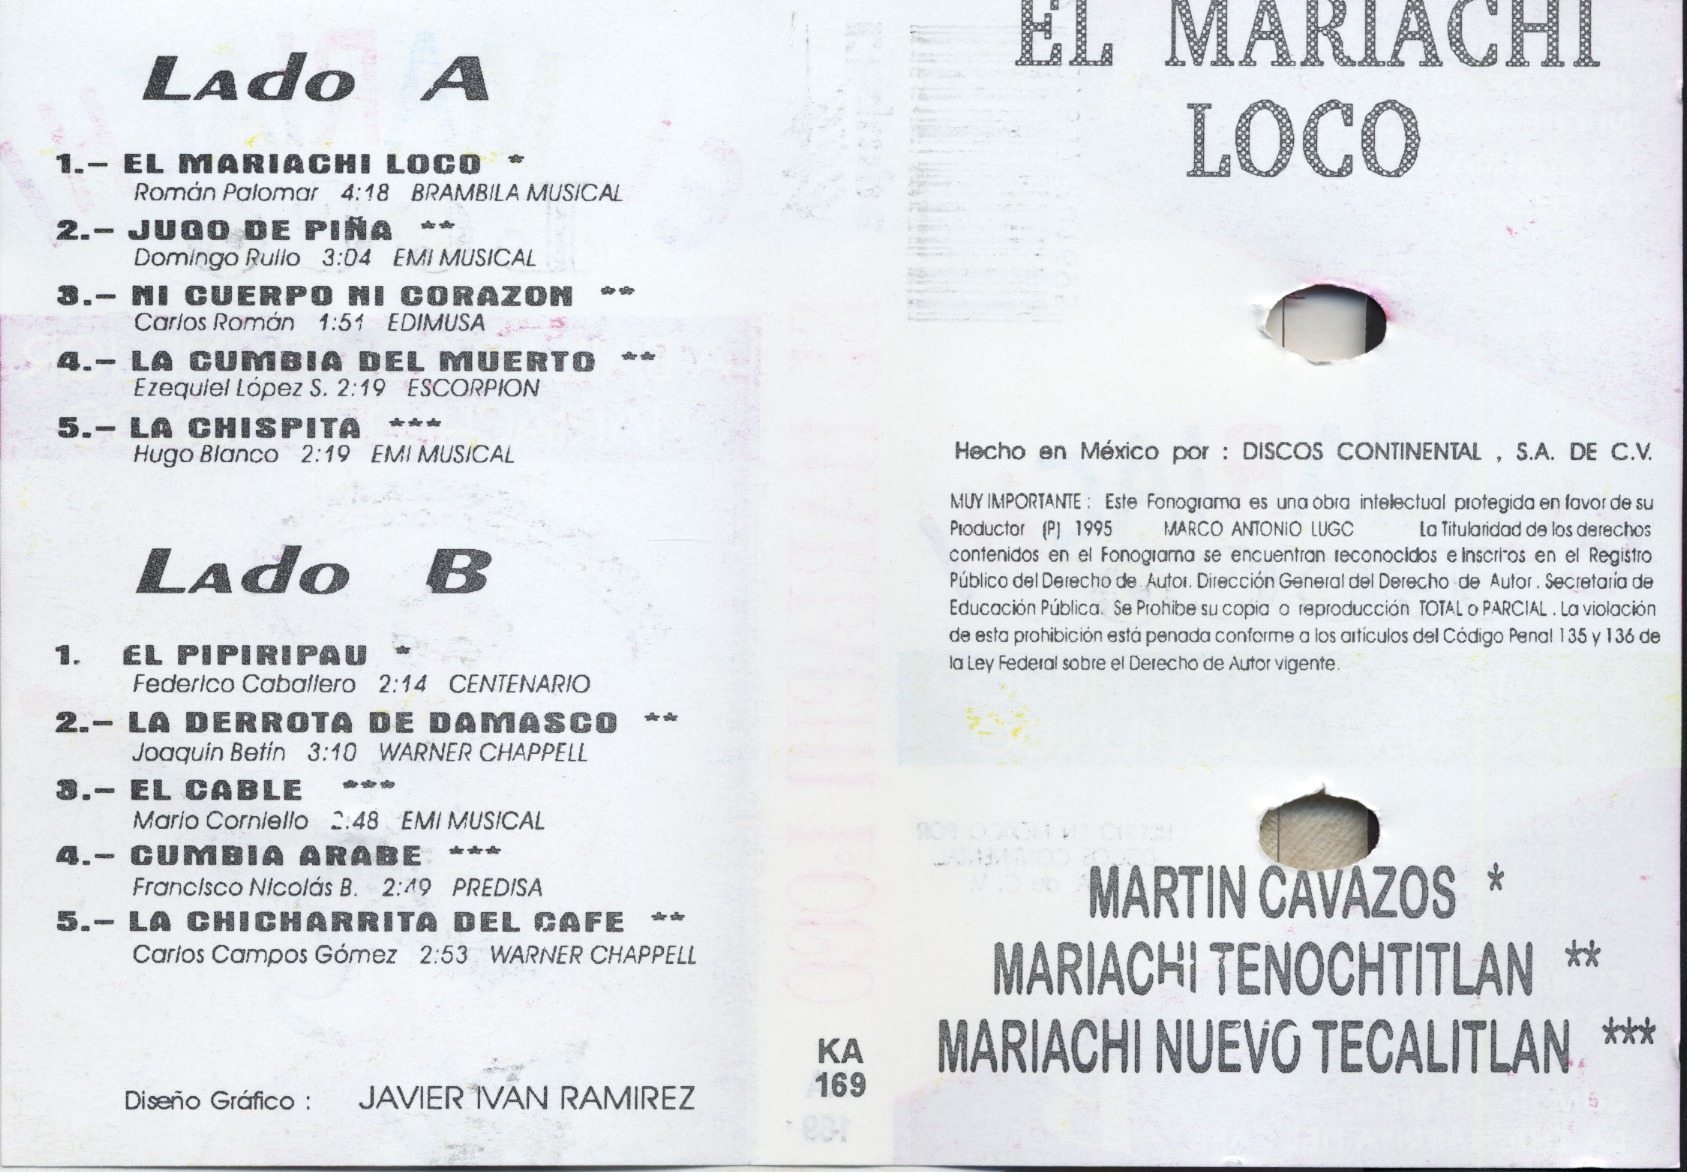 Lado A
1.- EL MARIACHI LOCO *
Román Palomar 4:18 BRAMBILA MUSICAL
2.- JUGO DE PIÑA **
Domingo Rullo 3:04 EMI MUSICAL
3.- NI CUERPO NI CORAZON **
Carlos Román 1:51 EDIMUSA
4.- LA CUMBIA DEL MUERTO **
Ezequiel López S. 2:19 ESCORPION
5.- LA CHISPITA ***
Hugo Blanco 2:19 EMI MUSICAL
Lado B
1. EL PIPIRIPAU *
Federico Caballero 2:14 CENTENARIO
2.- LA DERROTA DE DAMASCO **
Joaquín Betín 3:10 WARNER CHAPPELL
3.- EL CABLE ***
Mario Corniello 2:48 EMI MUSICAL
4.- CUMBIA ARABE ***
Francisco Nicolás B. 2:49 PREDISA
5.- LA CHICHARRITA DEL CAFE **
Carlos Campos Gómez 2:53 WARNER CHAPPELL
Diseño Gráfico : JAVIER IVAN RAMIREZ
KA
169
EL MARIACHI
LOCO
Hecho en México por : DISCOS CONTINENTAL , S.A. DE C.V.
MUY IMPORTANTE : Este Fonograma es una obra intelectual protegida en favor de su
Productor (P) 1995 MARCO ANTONIO LUGO La Titularidad de los derechos
contenidos en el Fonograma se encuentran reconocidos e inscritos en el Registro
Público del Derecho de Autor. Dirección General del Derecho de Autor . Secretaría de
Educación Pública. Se Prohibe su copia o reproducción TOTAL o PARCIAL . La violación
de esta prohibición está penada conforme a los artículos del Código Penal 135 y 136 de
la Ley Federal sobre el Derecho de Autor vigente.
MARTIN CAVAZOS *
MARIACHI TENOCHTITLAN **
MARIACHI NUEVO TECALITLAN ***